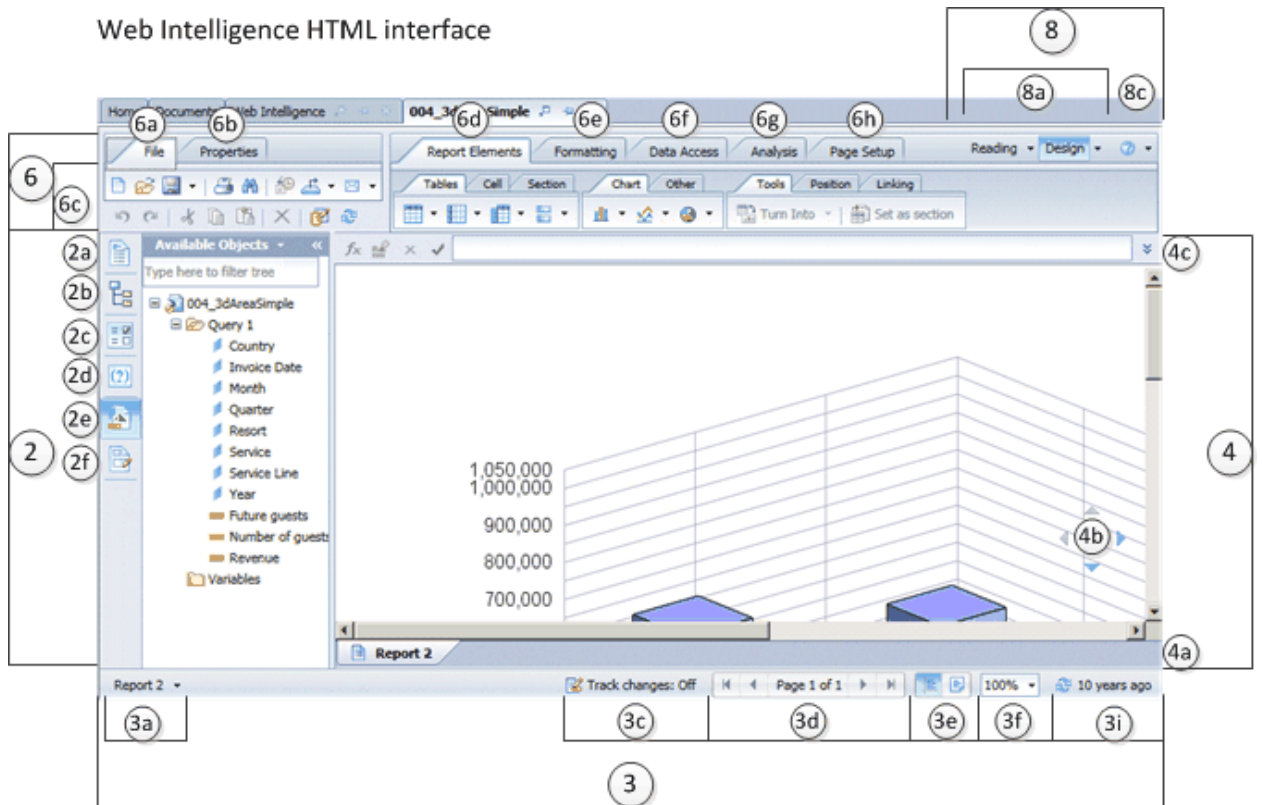 Web Intelligence HTML interface
8
8a
8c
Home Documents Web Intelligence 004_3d Simple
6a
6b
6d
6e
6f
6g
6h
File Properties
Report Elements Formatting Data Access Analysis Page Setup
Reading Design
6
6c
Tables Cell Section Chart Other Tools Position Linking
Turn Into Set as section
2a
Available Objects
4c
Type here to filter tree
2b
004_3dAreaSimple
Query 1
2c
Country
Invoice Date
2d
Month
Quarter
2e
Resort
Service
2
2f
Service Line
4
Year
Future guests
Number of guests
Revenue
Variables
1,050,000
1,000,000
900,000
4b
800,000
700,000
Report 2
4a
Report 2 Track changes: Off Page 1 of 1 100% 10 years ago
3a
3c
3d
3e
3f
3i
3